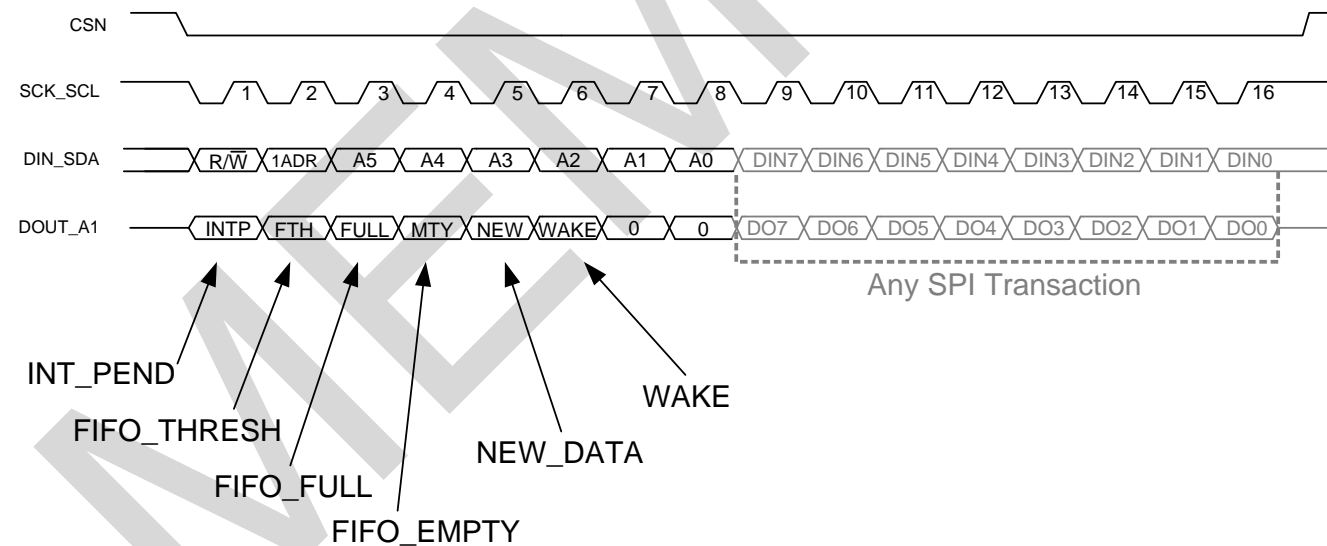 CSN
SCK_SCL 1 2 3 4 5 6 7 8 9 10 11 12 13 14 15 16
DIN_SDA R/W̅ 1ADR A5 A4 A3 A2 A1 A0 DIN7 DIN6 DIN5 DIN4 DIN3 DIN2 DIN1 DIN0
DOUT_A1 INTP FTH FULL MTY NEW WAKE 0 0 DO7 DO6 DO5 DO4 DO3 DO2 DO1 DO0
Any SPI Transaction
INT_PEND
WAKE
FIFO_THRESH
NEW_DATA
FIFO_FULL
FIFO_EMPTY